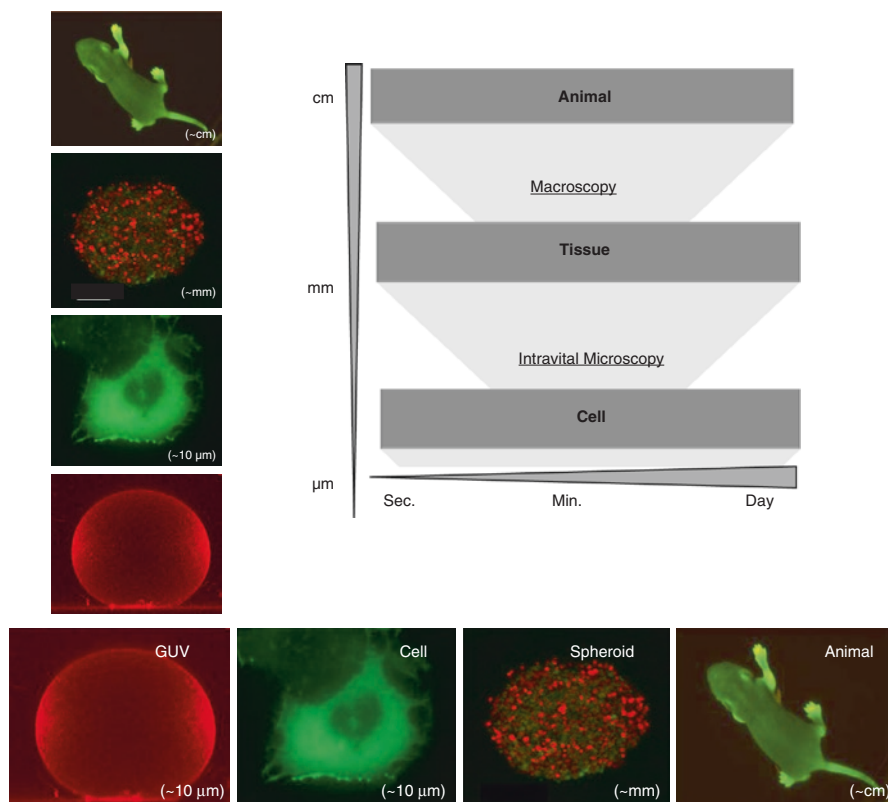 (~cm)
(~mm)
(~10 µm)
cm
mm
µm
Animal
Macroscopy
Tissue
Intravital Microscopy
Cell
Sec.
Min.
Day
GUV
(~10 µm)
Cell
(~10 µm)
Spheroid
(~mm)
Animal
(~cm)